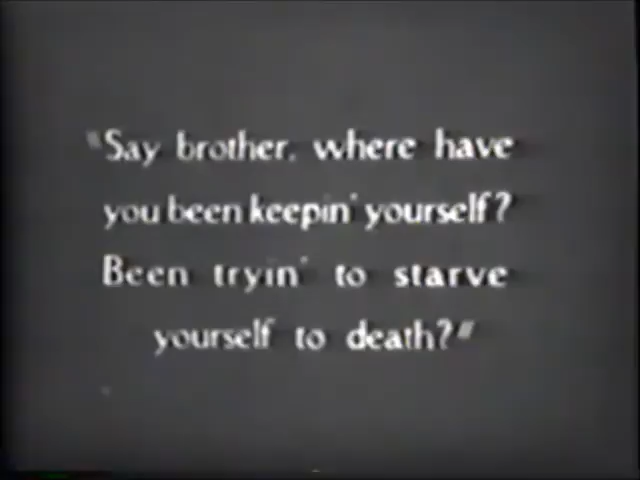 "Say brother, where have
you been keepin' yourself?
Been tryin' to starve
yourself to death?"